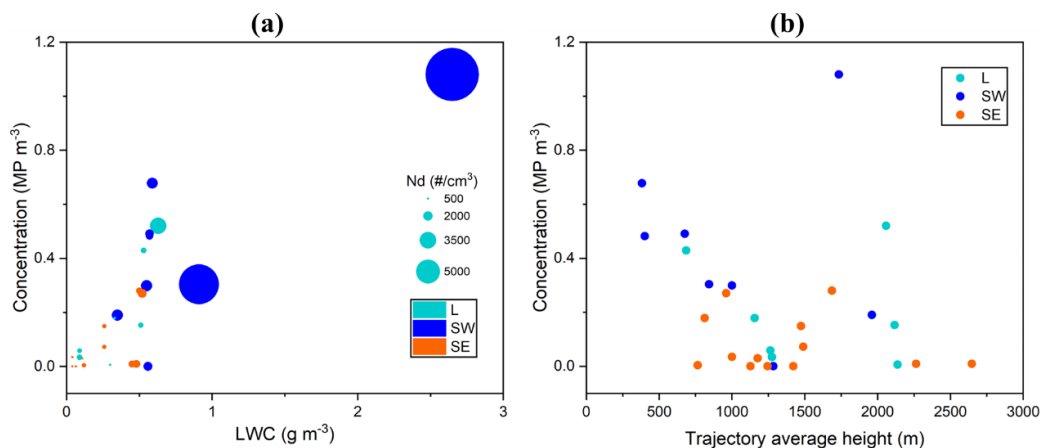 (a)
1.2
0.8
0.4
0.0
Concentration (MP m⁻³)
0
1
2
3
LWC (g m⁻³)
Nd (#/cm³)
500
2000
3500
5000
L
SW
SE
(b)
1.2
0.8
0.4
0.0
Concentration (MP m⁻³)
0
500
1000
1500
2000
2500
3000
Trajectory average height (m)
L
SW
SE